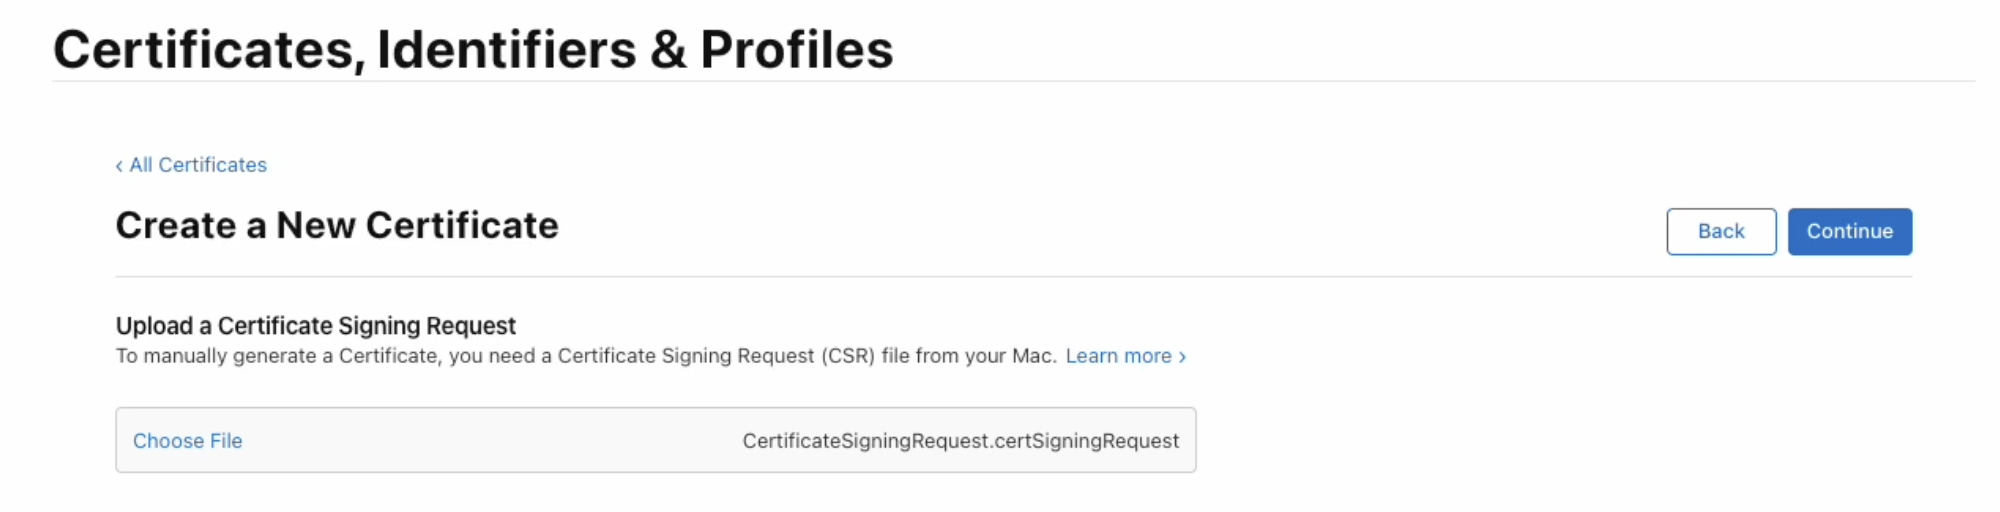 Certificates, Identifiers & Profiles
‹ All Certificates
Create a New Certificate
Back
Continue
Upload a Certificate Signing Request
To manually generate a Certificate, you need a Certificate Signing Request (CSR) file from your Mac. Learn more ›
Choose File
CertificateSigningRequest.certSigningRequest